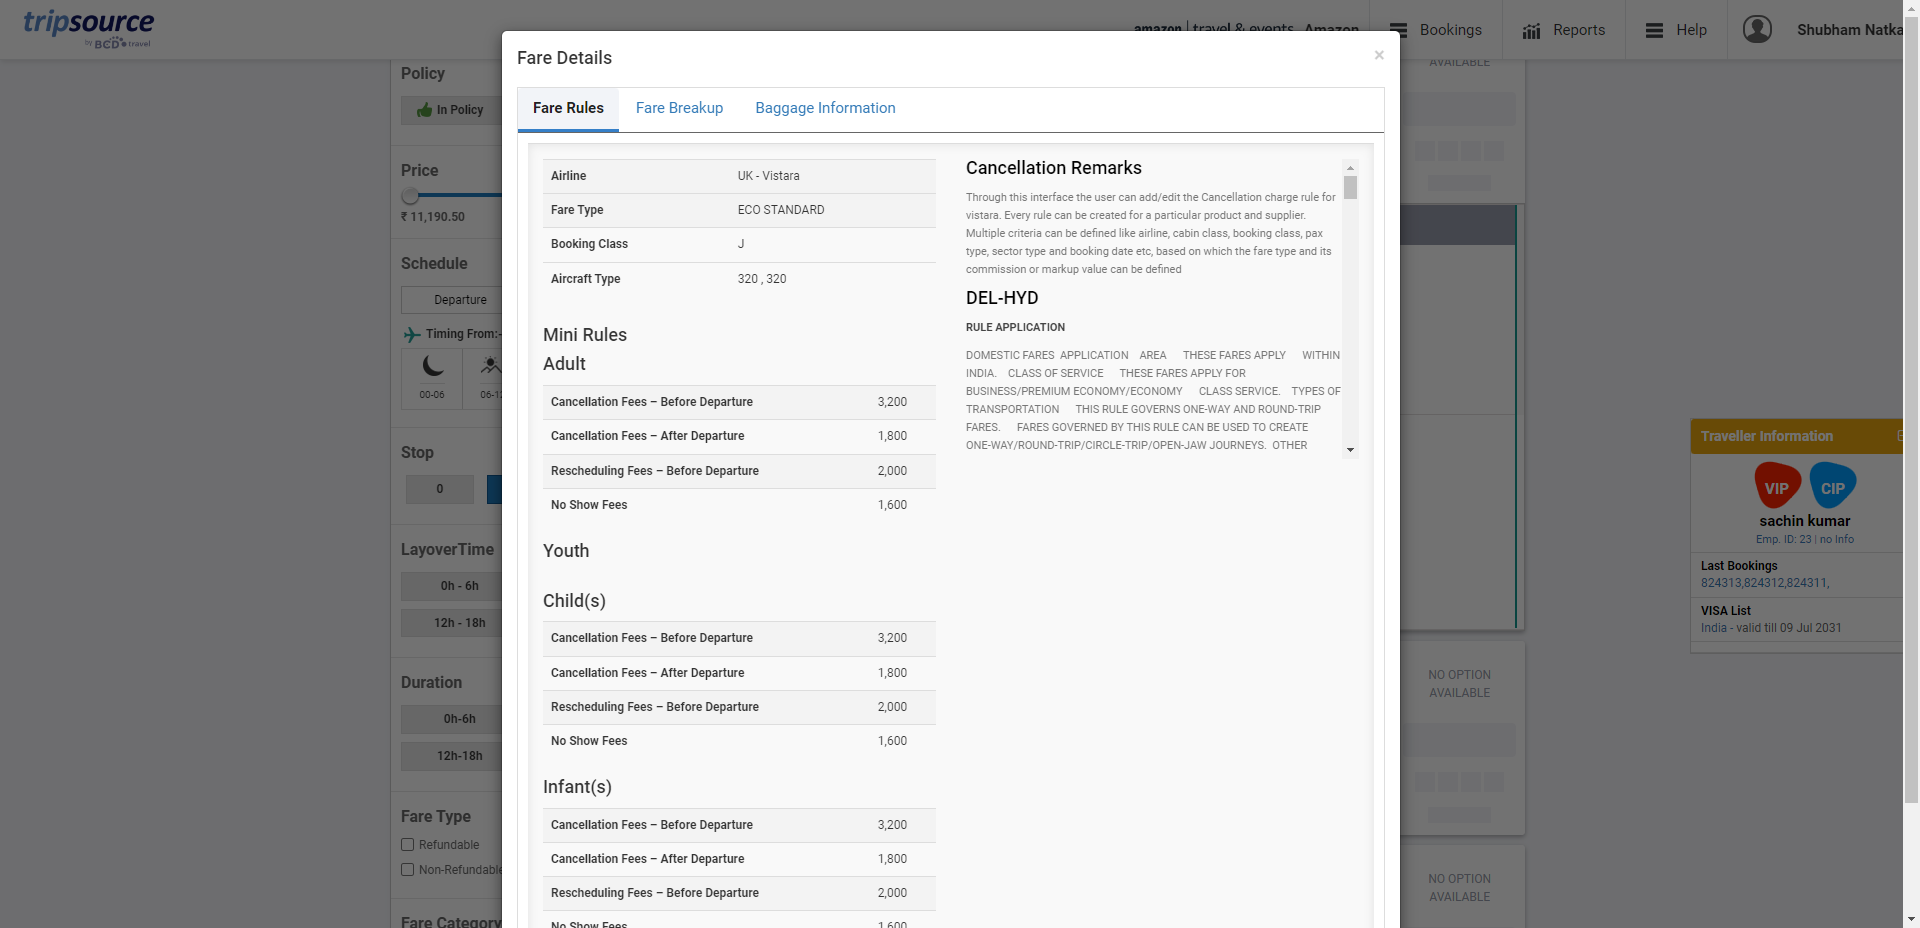 tripsource
by BCD travel
amazon | travel & events Amazon
Bookings
Reports
Help
Shubham Natka
Policy
In Policy
Price
₹ 11,190.50
Schedule
Departure
Timing From:-
00-06
06-12
Stop
0
LayoverTime
0h - 6h
12h - 18h
Duration
0h-6h
12h-18h
Fare Type
Refundable
Non-Refundable
Fare Category
Fare Details
×
Fare Rules
Fare Breakup
Baggage Information
Airline UK - Vistara
Fare Type ECO STANDARD
Booking Class J
Aircraft Type 320 , 320
Mini Rules
Adult
Cancellation Fees – Before Departure 3,200
Cancellation Fees – After Departure 1,800
Rescheduling Fees – Before Departure 2,000
No Show Fees 1,600
Youth
Child(s)
Cancellation Fees – Before Departure 3,200
Cancellation Fees – After Departure 1,800
Rescheduling Fees – Before Departure 2,000
No Show Fees 1,600
Infant(s)
Cancellation Fees – Before Departure 3,200
Cancellation Fees – After Departure 1,800
Rescheduling Fees – Before Departure 2,000
No Show Fees 1,600
Cancellation Remarks
Through this interface the user can add/edit the Cancellation charge rule for
vistara. Every rule can be created for a particular product and supplier.
Multiple criteria can be defined like airline, cabin class, booking class, pax
type, sector type and booking date etc, based on which the fare type and its
commission or markup value can be defined
DEL-HYD
RULE APPLICATION
DOMESTIC FARES APPLICATION AREA THESE FARES APPLY WITHIN
INDIA. CLASS OF SERVICE THESE FARES APPLY FOR
BUSINESS/PREMIUM ECONOMY/ECONOMY CLASS SERVICE. TYPES OF
TRANSPORTATION THIS RULE GOVERNS ONE-WAY AND ROUND-TRIP
FARES. FARES GOVERNED BY THIS RULE CAN BE USED TO CREATE
ONE-WAY/ROUND-TRIP/CIRCLE-TRIP/OPEN-JAW JOURNEYS. OTHER
AVAILABLE
NO OPTION
AVAILABLE
NO OPTION
AVAILABLE
Traveller Information
VIP
CIP
sachin kumar
Emp. ID: 23 | no Info
Last Bookings
824313,824312,824311,
VISA List
India - valid till 09 Jul 2031